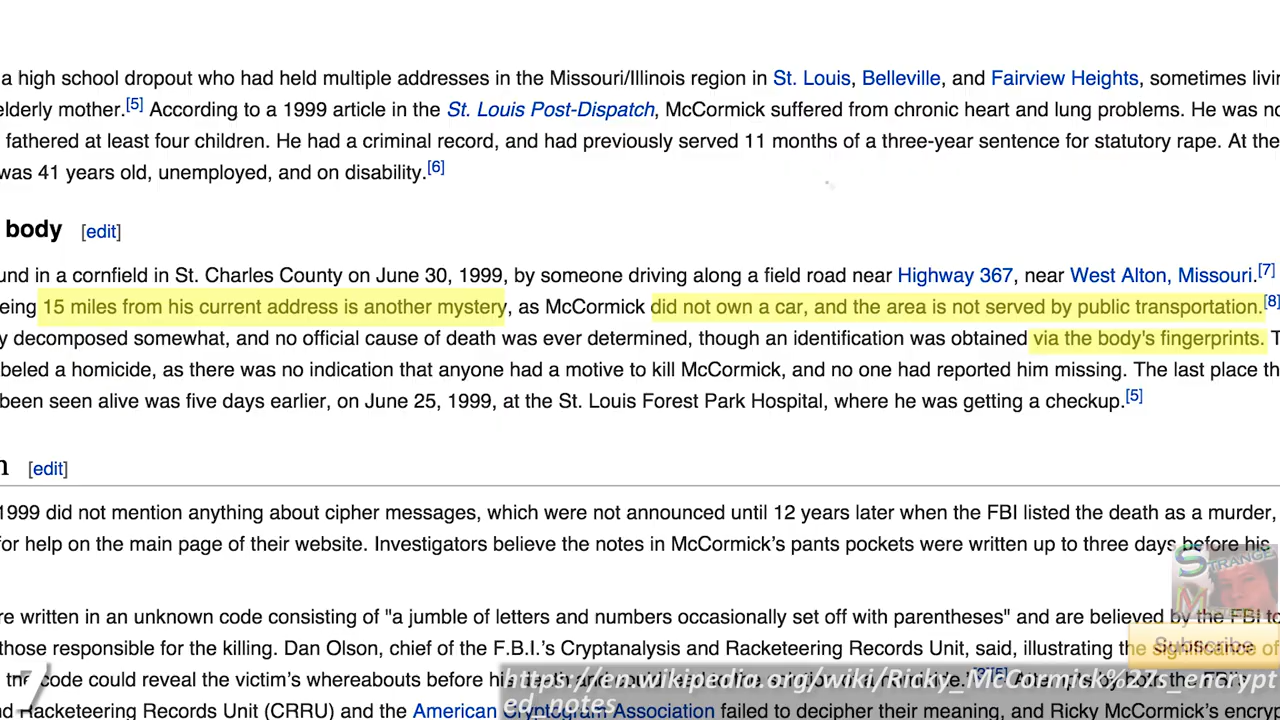 a high school dropout who had held multiple addresses in the Missouri/Illinois region in St. Louis, Belleville, and Fairview Heights, sometimes livi
elderly mother.[5] According to a 1999 article in the St. Louis Post-Dispatch, McCormick suffered from chronic heart and lung problems. He was no
fathered at least four children. He had a criminal record, and had previously served 11 months of a three-year sentence for statutory rape. At the
was 41 years old, unemployed, and on disability.[6]
body [edit]
und in a cornfield in St. Charles County on June 30, 1999, by someone driving along a field road near Highway 367, near West Alton, Missouri.[7]
eing 15 miles from his current address is another mystery, as McCormick did not own a car, and the area is not served by public transportation.[8]
y decomposed somewhat, and no official cause of death was ever determined, though an identification was obtained via the body's fingerprints. T
beled a homicide, as there was no indication that anyone had a motive to kill McCormick, and no one had reported him missing. The last place th
been seen alive was five days earlier, on June 25, 1999, at the St. Louis Forest Park Hospital, where he was getting a checkup.[5]
n [edit]
1999 did not mention anything about cipher messages, which were not announced until 12 years later when the FBI listed the death as a murder,
for help on the main page of their website. Investigators believe the notes in McCormick's pants pockets were written up to three days before his
STRANGE
M
re written in an unknown code consisting of "a jumble of letters and numbers occasionally set off with parentheses" and are believed by the FBI to
those responsible for the killing. Dan Olson, chief of the F.B.I.'s Cryptanalysis and Racketeering Records Unit, said, illustrating the significance of
Subscribe
7
the code could reveal the victim's whereabouts before his
https://en.wikipedia.org/wiki/Ricky_McCormick%27s_encrypt
ed_notes
nd Racketeering Records Unit (CRRU) and the American Cryptogram Association failed to decipher their meaning, and Ricky McCormick's encryp